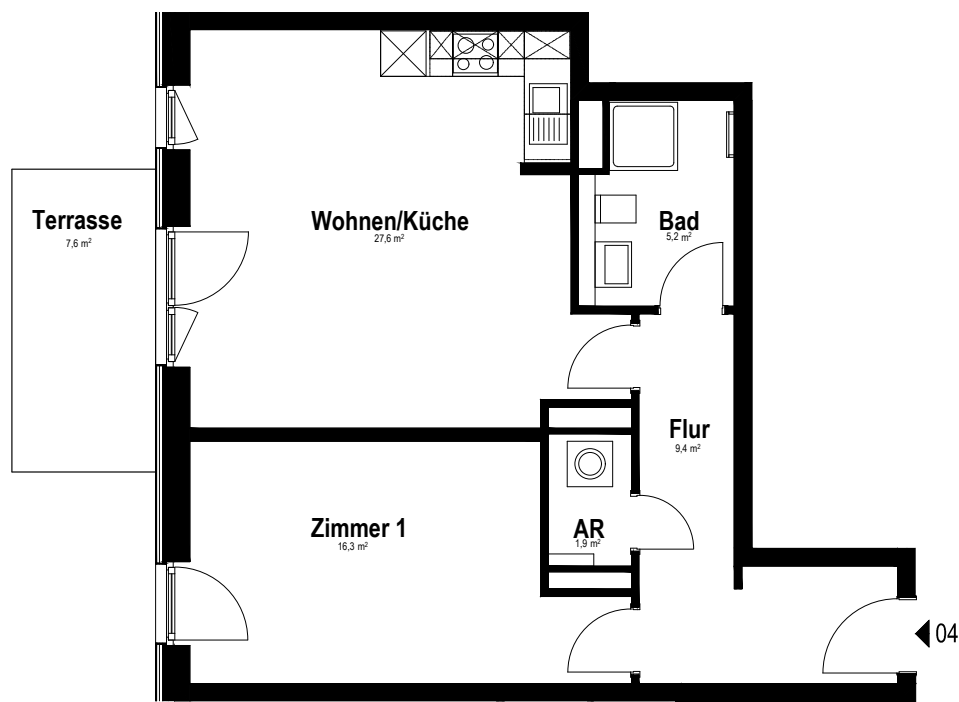 Terrasse
7,6 m²
Wohnen/Küche
27,6 m²
Bad
5,2 m²
Flur
9,4 m²
Zimmer 1
16,3 m²
AR
1,9 m²
04